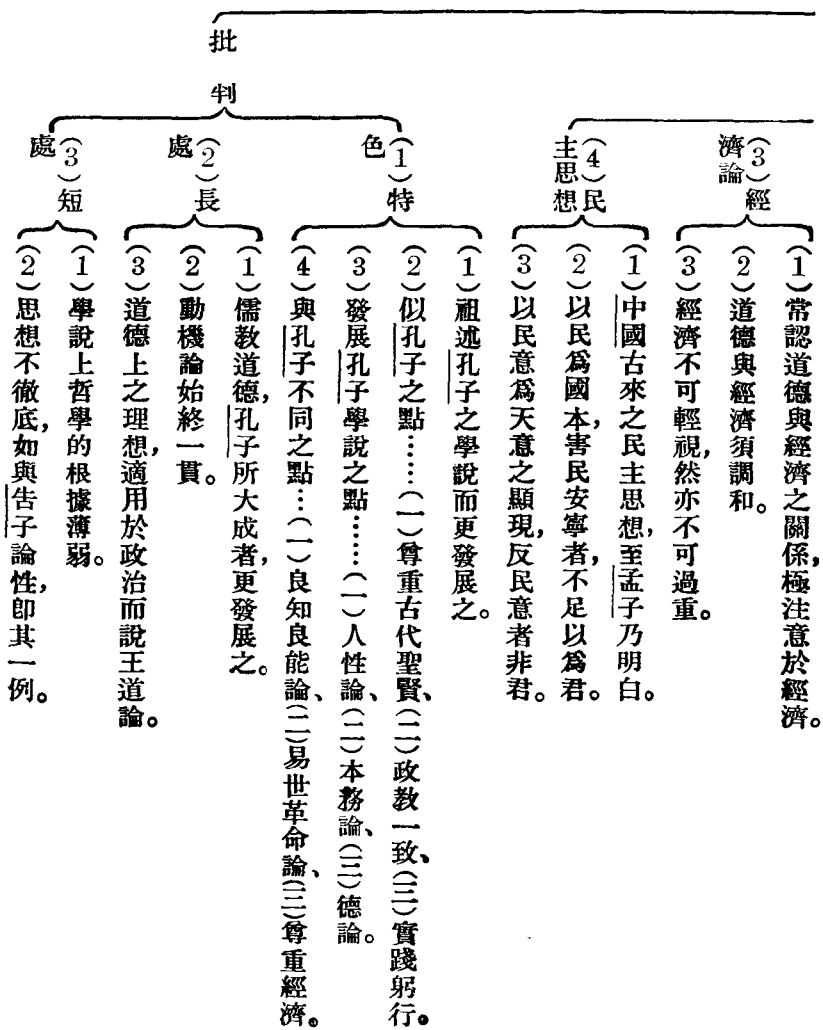 （3）經濟論
（1）常認道德與經濟之關係，極注意於經濟。
（2）道德與經濟須調和。
（3）經濟不可輕視，然亦不可過重。
（4）民主思想
（1）中國古來之民主思想，至孟子乃明白。
（2）以民爲國本，害民安寧者，不足以爲君。
（3）以民意爲天意之顯現，反民意者非君。
批判
（1）特色
（1）祖述孔子之學說而更發展之。
（2）似孔子之點……（一）尊重古代聖賢、（二）政教一致、（三）實踐躬行。
（3）發展孔子學說之點……（一）人性論、（二）本務論、（三）德論。
（4）與孔子不同之點…（一）良知良能論、（二）易世革命論、（三）尊重經濟。
（2）長處
（1）儒教道德，孔子所大成者，更發展之。
（2）動機論始終一貫。
（3）道德上之理想，適用於政治而說王道論。
（3）短處
（1）學說上哲學的根據薄弱。
（2）思想不徹底，如與告子論性，卽其一例。